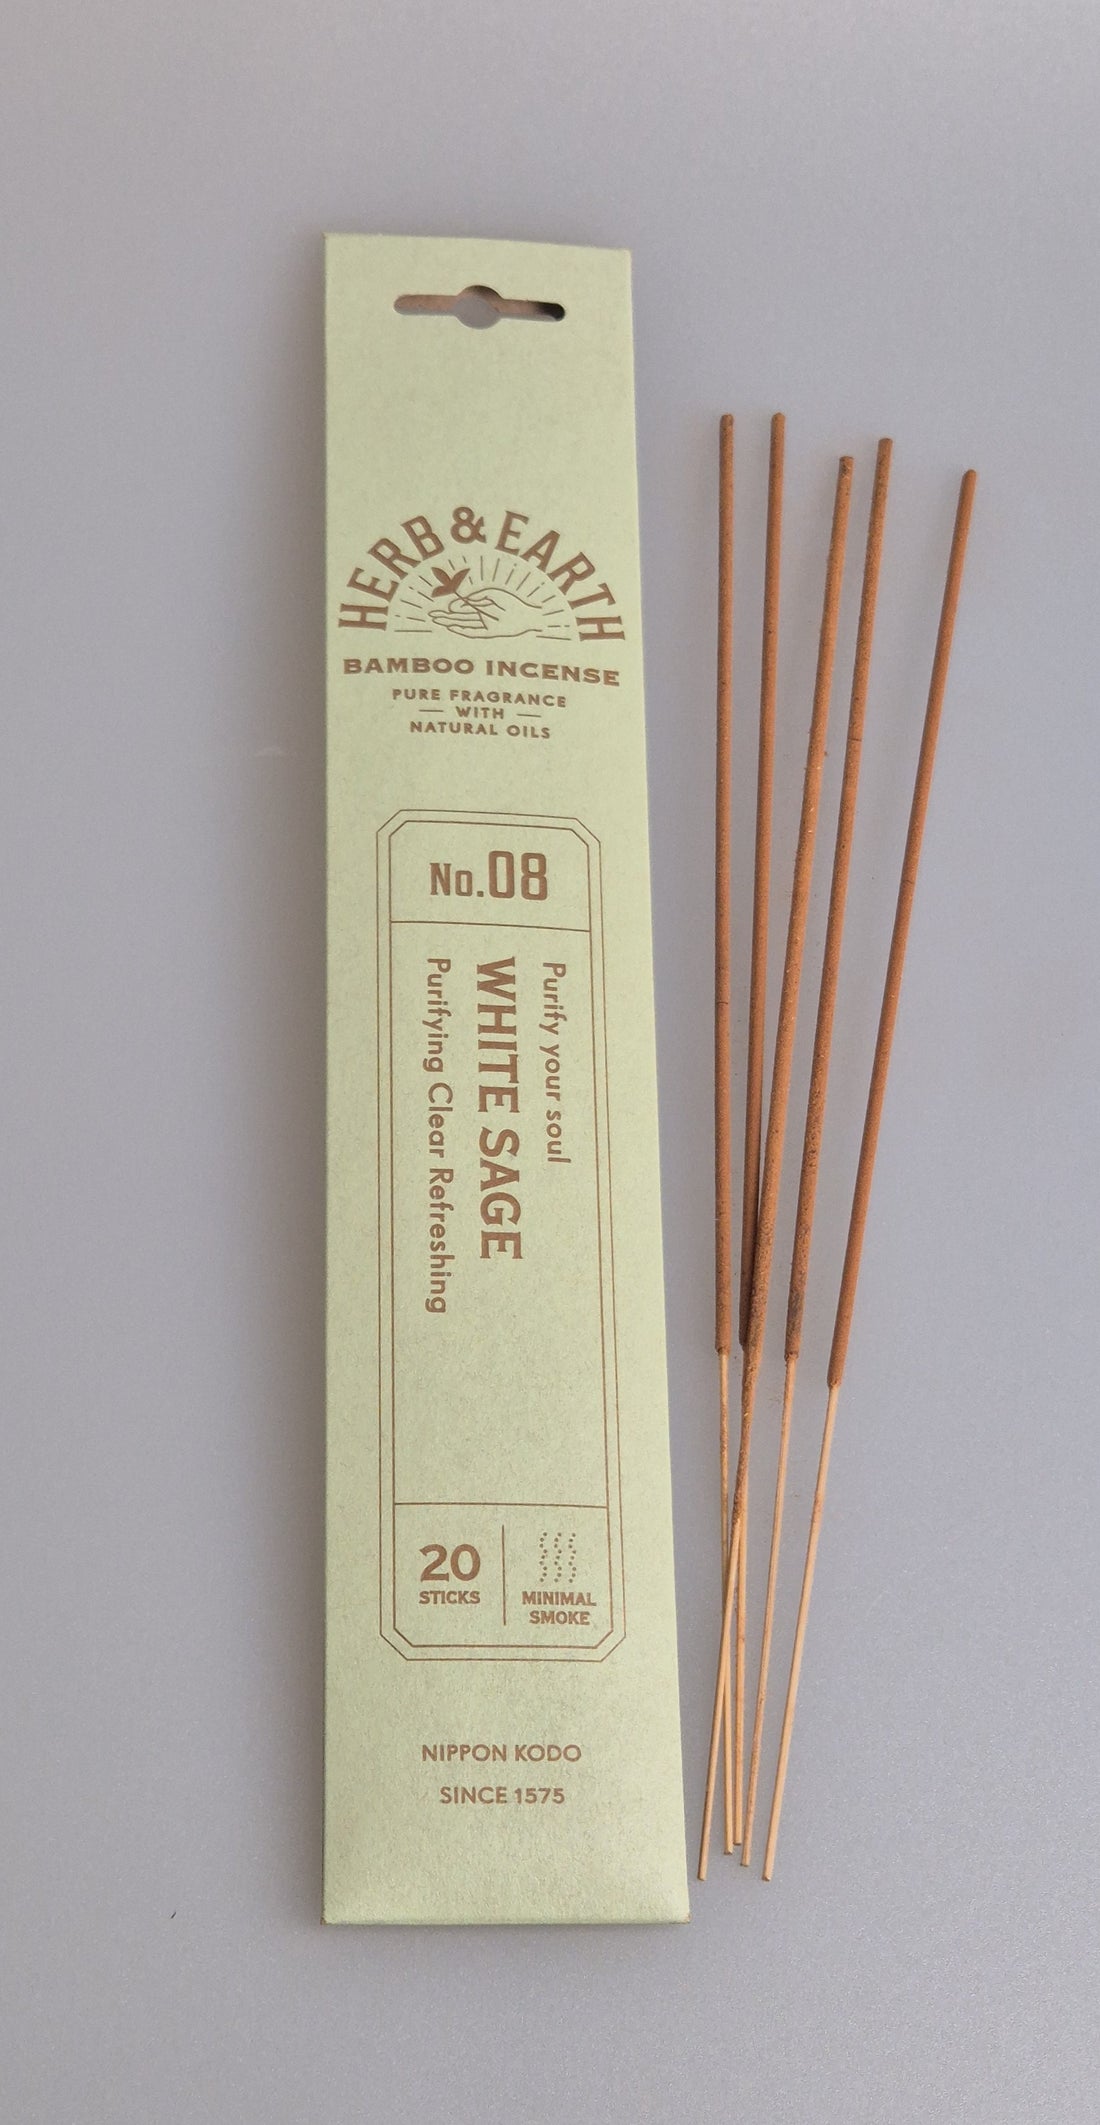 HERB & EARTH
BAMBOO INCENSE
PURE FRAGRANCE
WITH
NATURAL OILS
No.08
Purify your soul
WHITE SAGE
Purifying Clear Refreshing
20
STICKS
MINIMAL
SMOKE
NIPPON KODO
SINCE 1575